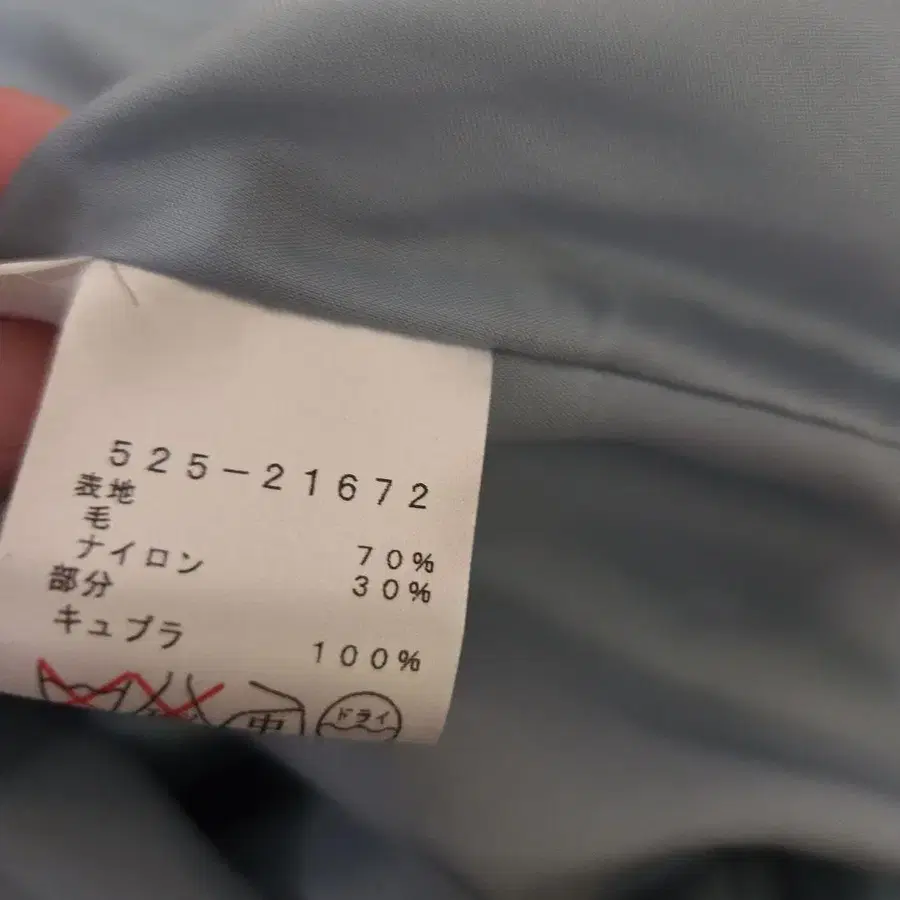 525-21672
表地
毛 70%
ナイロン 30%
部分
キュプラ 100%
中 ドライ